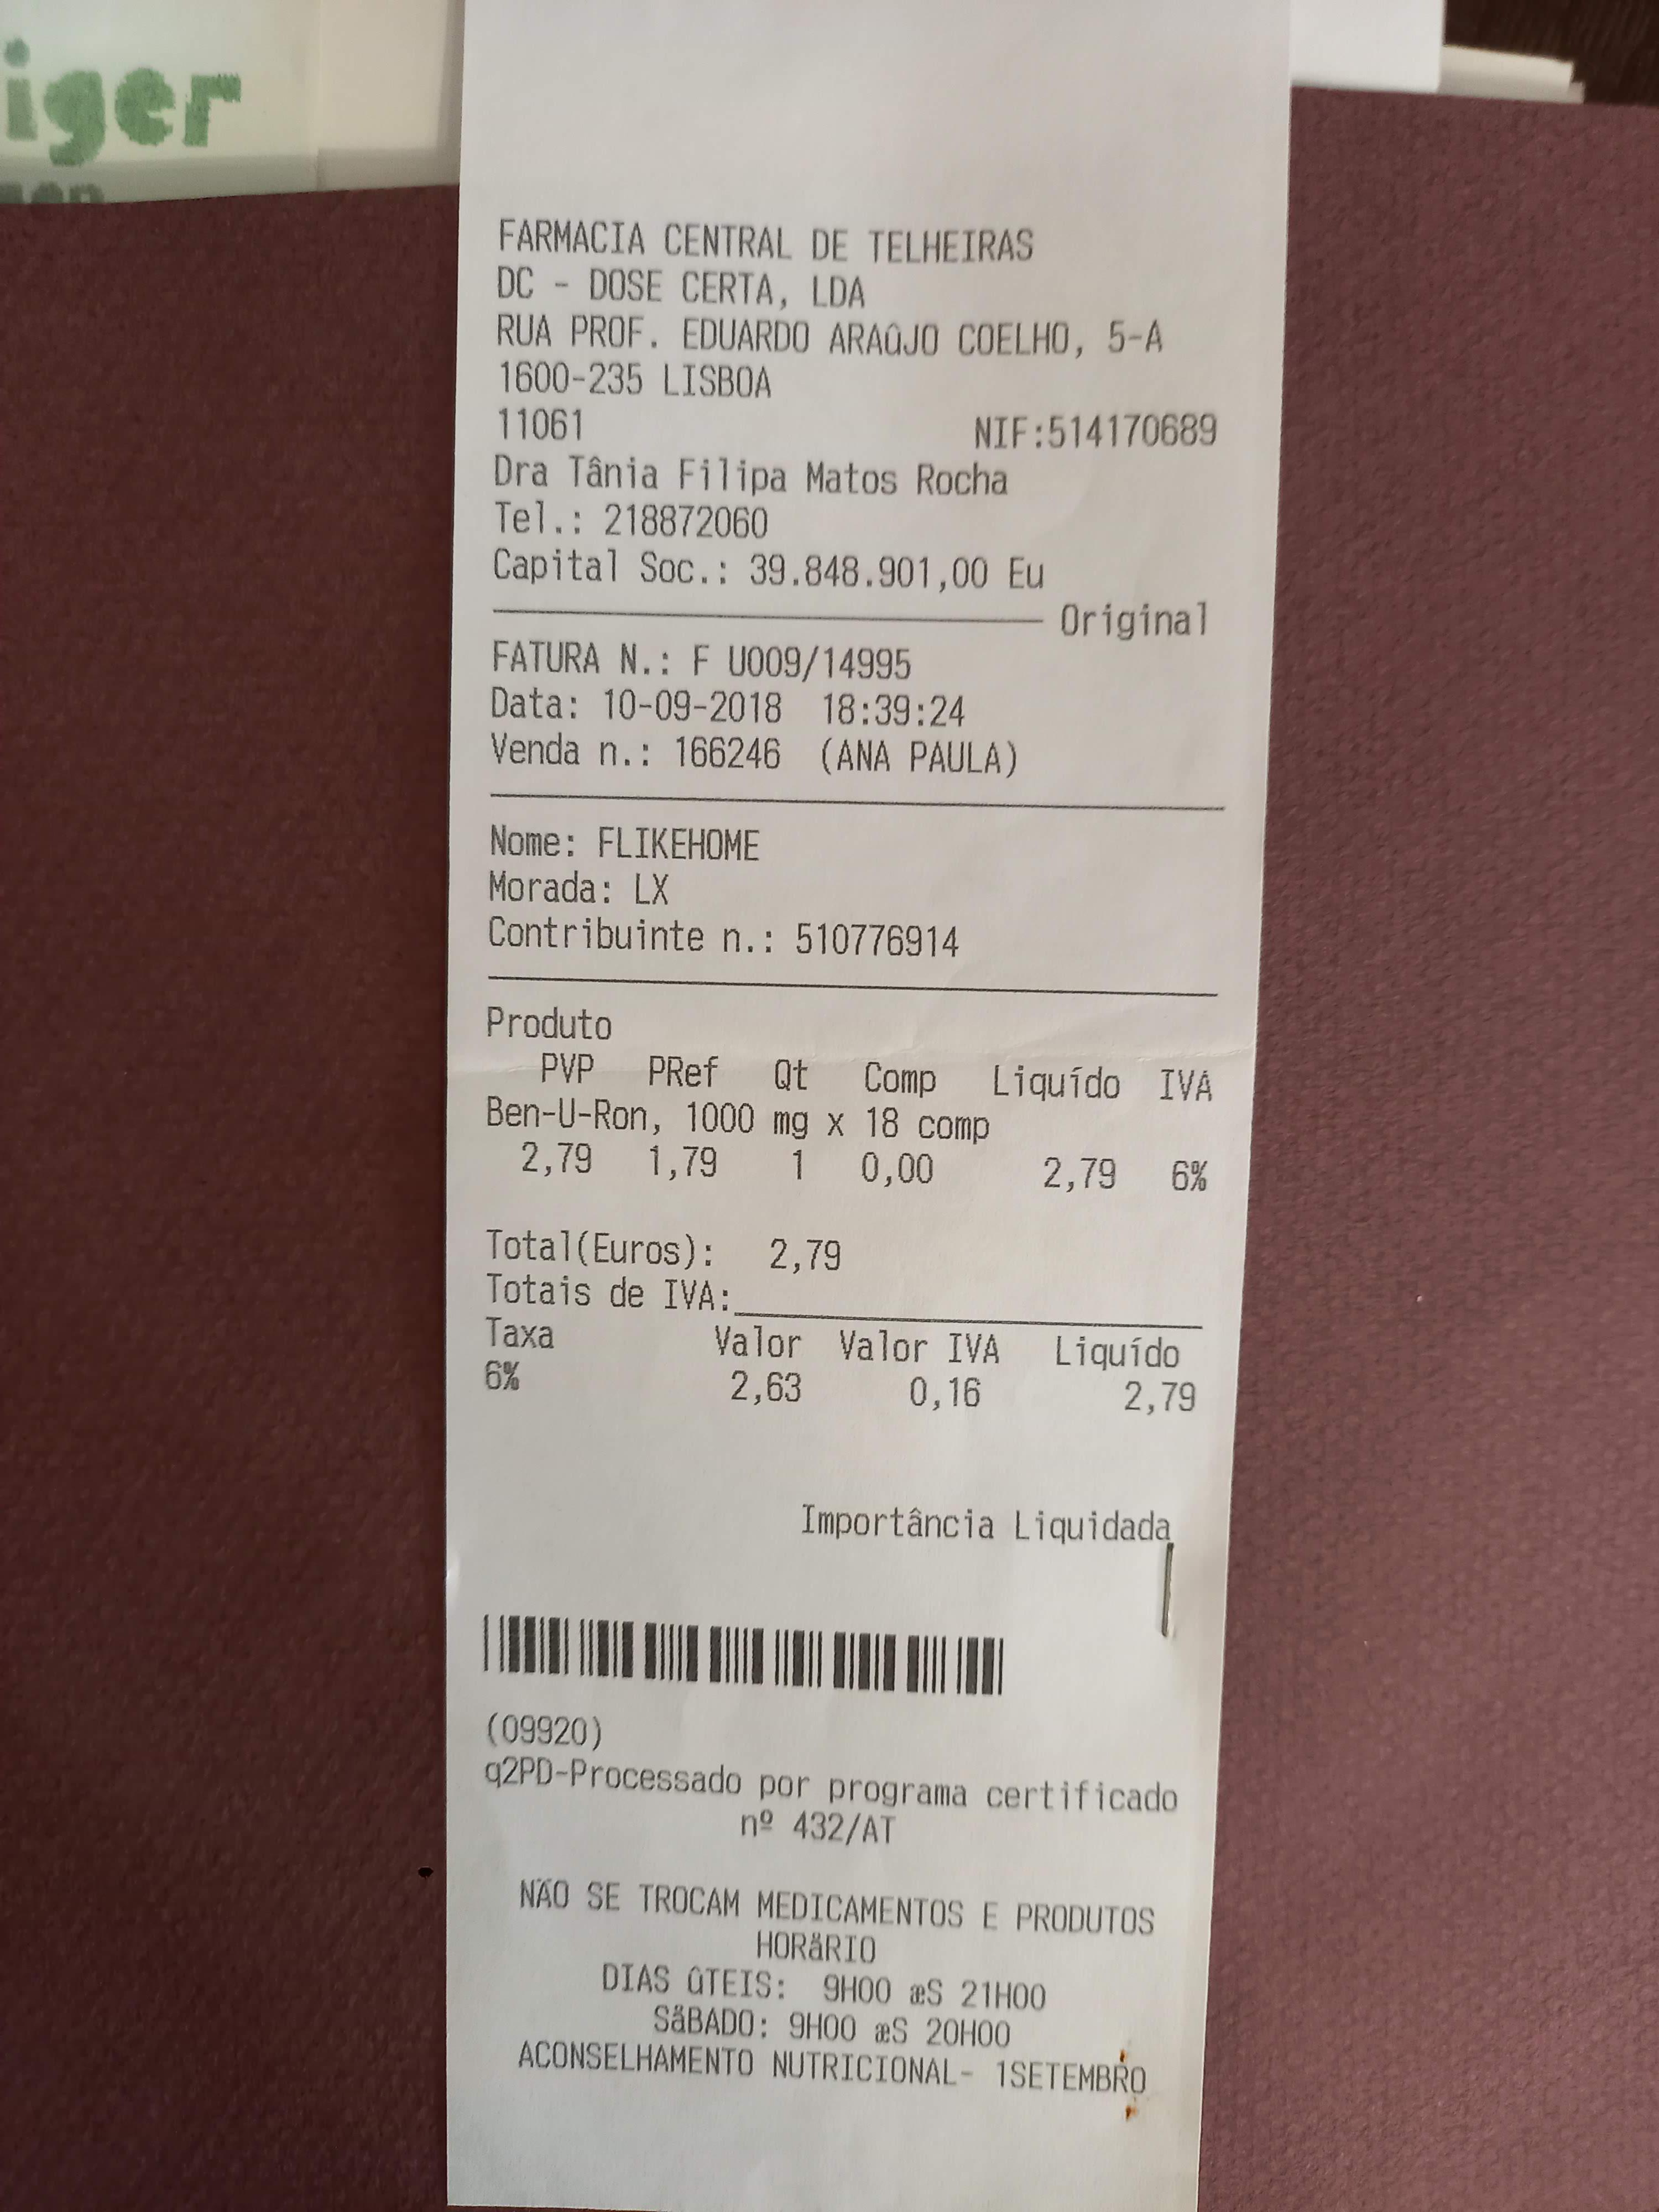 iger
FARMACIA CENTRAL DE TELHEIRAS
DC - DOSE CERTA, LDA
RUA PROF. EDUARDO ARAûJO COELHO, 5-A
1600-235 LISBOA
11061 NIF:514170689
Dra Tânia Filipa Matos Rocha
Tel.: 218872060
Capital Soc.: 39.848.901,00 Eu
Original
FATURA N.: F U009/14995
Data: 10-09-2018 18:39:24
Venda n.: 166246 (ANA PAULA)
Nome: FLIKEHOME
Morada: LX
Contribuinte n.: 510776914
Produto
PVP PRef Qt Comp Liquído IVA
Ben-U-Ron, 1000 mg x 18 comp
2,79 1,79 1 0,00 2,79 6%
Total(Euros): 2,79
Totais de IVA:
Taxa Valor Valor IVA Liquído
6% 2,63 0,16 2,79
Importância Liquidada
(09920)
q2PD-Processado por programa certificado
nº 432/AT
NÃO SE TROCAM MEDICAMENTOS E PRODUTOS
HORäRIO
DIAS ûTEIS: 9H00 æS 21H00
SäBADO: 9H00 æS 20H00
ACONSELHAMENTO NUTRICIONAL- 1SETEMBRO